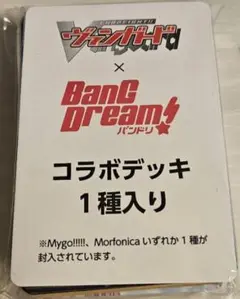 ヴァンガード
×
BanG
Dream!
バンドリ
コラボデッキ
1種入り
※Mygo!!!!!、Morfonica いずれか 1 種が
封入されています。